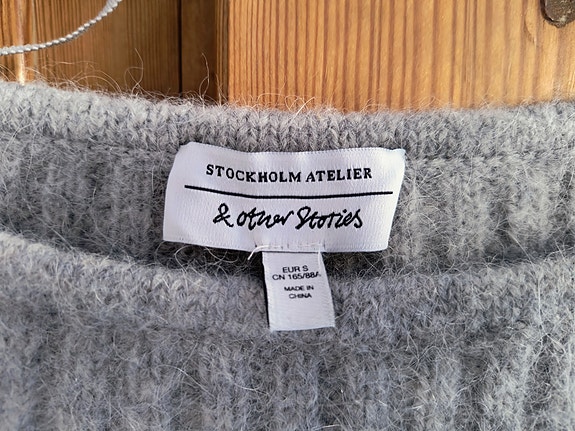 STOCKHOLM ATELIER
& other Stories
EUR S
CN 165/88A
MADE IN
CHINA